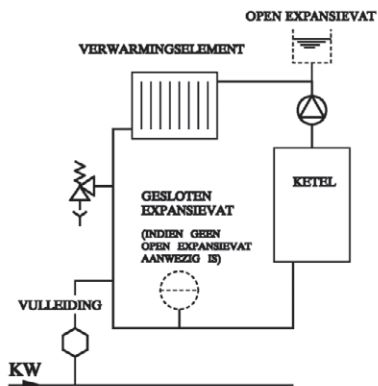 OPEN EXPANSIEVAT
VERWARMINGSELEMENT
KETEL
GESLOTEN
EXPANSIEVAT
(INDIEN GEEN
OPEN EXPANSIEVAT
AANWEZIG IS)
VULLEIDING
KW